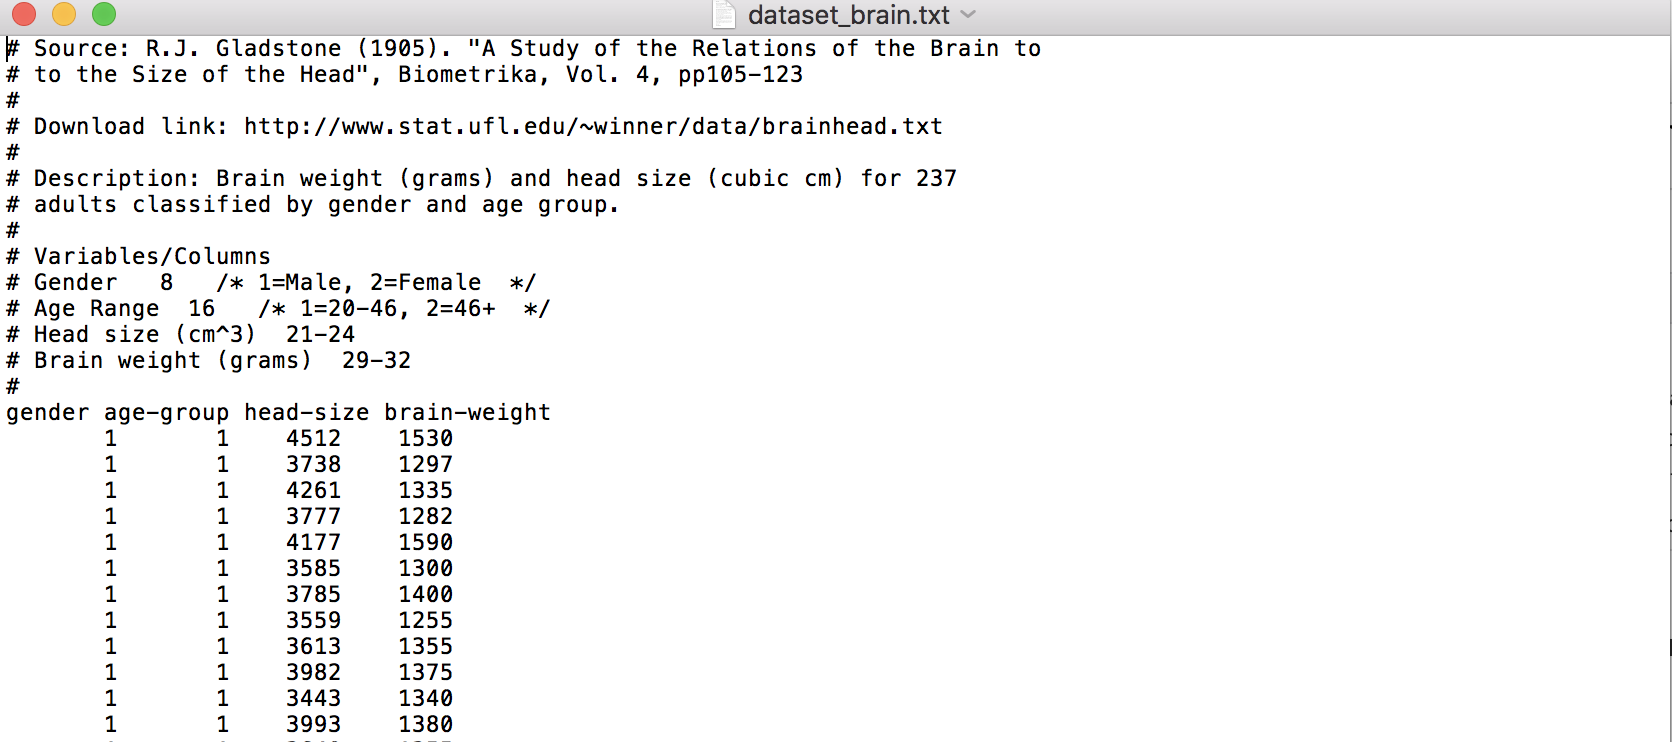 dataset_brain.txt
# Source: R.J. Gladstone (1905). "A Study of the Relations of the Brain to
# to the Size of the Head", Biometrika, Vol. 4, pp105-123
#
# Download link: http://www.stat.ufl.edu/~winner/data/brainhead.txt
#
# Description: Brain weight (grams) and head size (cubic cm) for 237
# adults classified by gender and age group.
#
# Variables/Columns
# Gender   8   /* 1=Male, 2=Female  */
# Age Range  16   /* 1=20-46, 2=46+  */
# Head size (cm^3)  21-24
# Brain weight (grams)  29-32
#
gender age-group head-size brain-weight
       1       1    4512    1530
       1       1    3738    1297
       1       1    4261    1335
       1       1    3777    1282
       1       1    4177    1590
       1       1    3585    1300
       1       1    3785    1400
       1       1    3559    1255
       1       1    3613    1355
       1       1    3982    1375
       1       1    3443    1340
       1       1    3993    1380